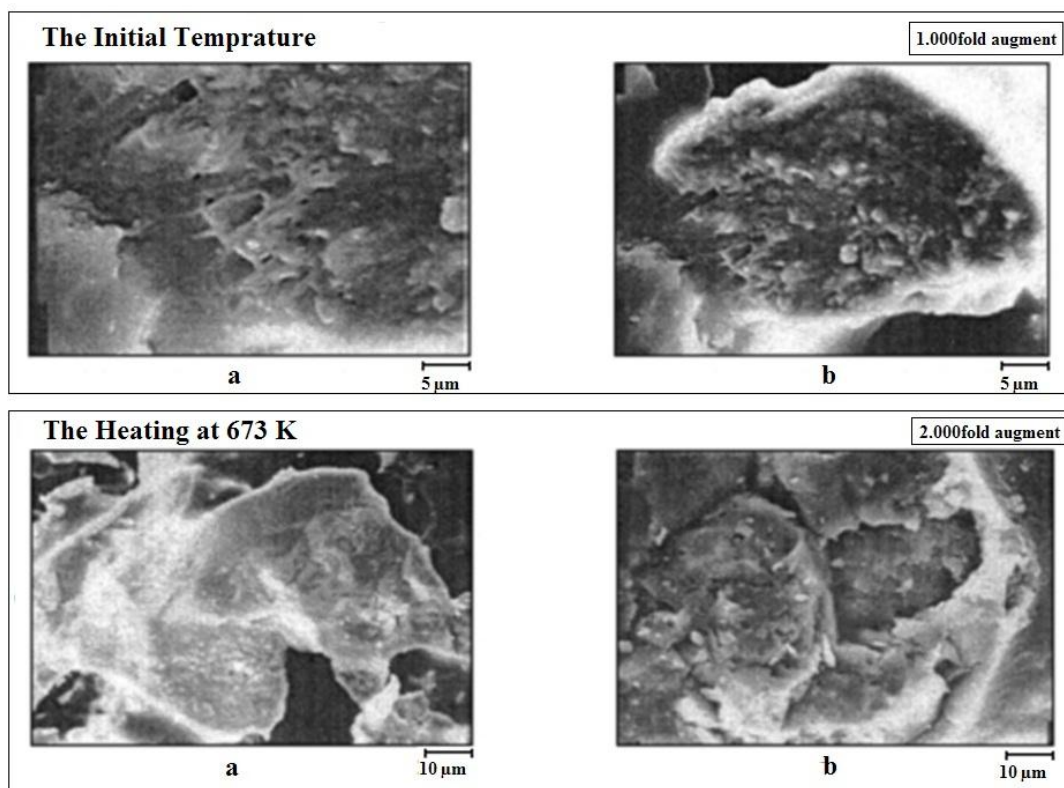 The Initial Temprature
1.000fold augment
a
5 µm
b
5 µm
The Heating at 673 K
2.000fold augment
a
10 µm
b
10 µm